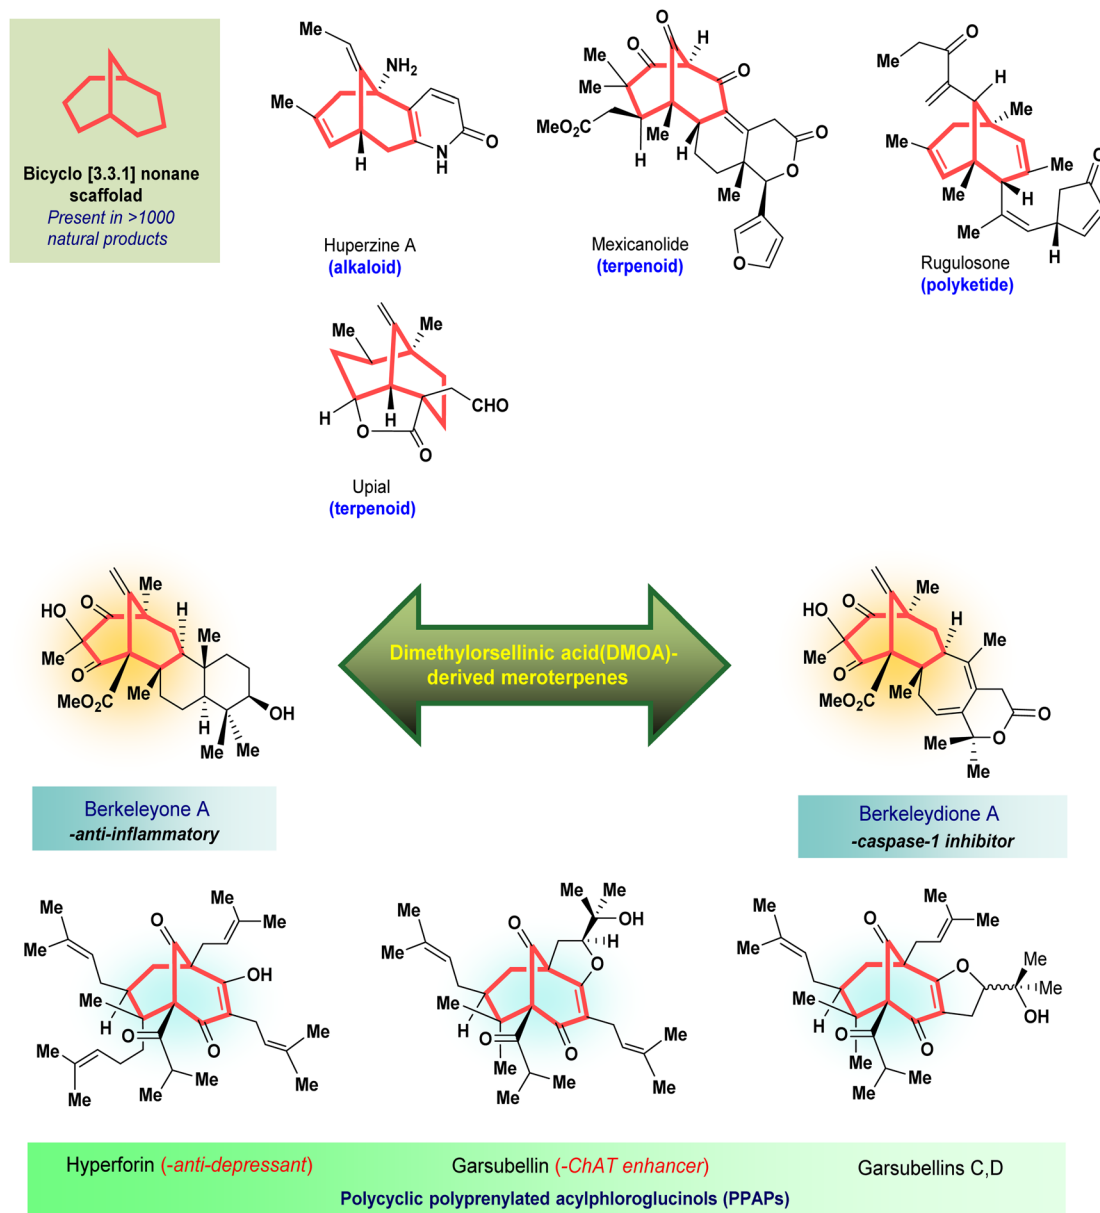 Bicyclo [3.3.1] nonane
scaffolad
Present in >1000
natural products
Me
NH2
Me
H
N
H
O
Huperzine A
(alkaloid)
O
H
O
Me
Me
O
MeO2C
H
Me
H
Me
O
O
O
Mexicanolide
(terpenoid)
O
H
Me
Me
Me
Me
H
O
Me
H
Rugulosone
(polyketide)
Me
Me
H
H
CHO
O
O
Upial
(terpenoid)
HO
O
Me
H
Me
O
Me
MeO2C
Me
H
OH
Me
Me
Dimethylorsellinic acid(DMOA)-
derived meroterpenes
HO
O
Me
H
Me
Me
O
MeO2C
Me
O
O
Me
Me
Berkeleyone A
-anti-inflammatory
Berkeleydione A
-caspase-1 inhibitor
Me
Me
O
Me
Me
OH
Me
H
O
O
Me
Me
Me
Me
Me
Me
Me
Me
O
Me
Me
OH
H
O
Me
H
O
Me
O
Me
Me
Me
Me
Me
Me
O
Me
Me
O
Me
Me
OH
Me
H
Me
O
O
Me
Me
Hyperforin (-anti-depressant)
Garsubellin (-ChAT enhancer)
Garsubellins C,D
Polycyclic polyprenylated acylphloroglucinols (PPAPs)